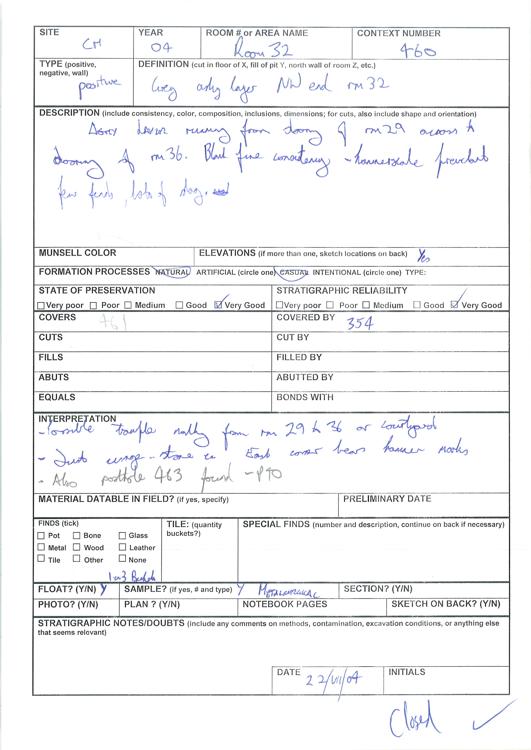 SITE YEAR ROOM # or AREA NAME CONTEXT NUMBER
CH 04 Room 32 460
TYPE (positive, negative, wall) DEFINITION (cut in floor of X, fill of pit Y, north wall of room Z, etc.)
positive Grey ashy layer NW end rm 32
DESCRIPTION (include consistency, color, composition, inclusions, dimensions; for cuts, also include shape and orientation)
Ashy layer running from doorway of rm 29 across to
doorway of rm 36. Black fine consistency - hammerscale prevelant
few finds, lots of slag.
MUNSELL COLOR ELEVATIONS (if more than one, sketch locations on back) Yes
FORMATION PROCESSES NATURAL ARTIFICIAL (circle one) CASUAL INTENTIONAL (circle one) TYPE:
STATE OF PRESERVATION STRATIGRAPHIC RELIABILITY
Very poor Poor Medium Good Very Good Very poor Poor Medium Good Very Good
COVERS 461 COVERED BY 354
CUTS CUT BY
FILLS FILLED BY
ABUTS ABUTTED BY
EQUALS BONDS WITH
INTERPRETATION
- Possible from rm 29 to 36 or courtyard
- stone in East corner bears hammer marks
- Also posthole 463 found - P40
MATERIAL DATABLE IN FIELD? (if yes, specify) PRELIMINARY DATE
FINDS (tick) TILE: (quantity buckets?) SPECIAL FINDS (number and description, continue on back if necessary)
Pot Bone Glass
Metal Wood Leather
Tile Other None
FLOAT? (Y/N) Y SAMPLE? (if yes, # and type) Y METALLURGICAL SECTION? (Y/N)
PHOTO? (Y/N) PLAN ? (Y/N) NOTEBOOK PAGES SKETCH ON BACK? (Y/N)
STRATIGRAPHIC NOTES/DOUBTS (include any comments on methods, contamination, excavation conditions, or anything else
that seems relevant)
DATE 22/VII/04 INITIALS
Closed